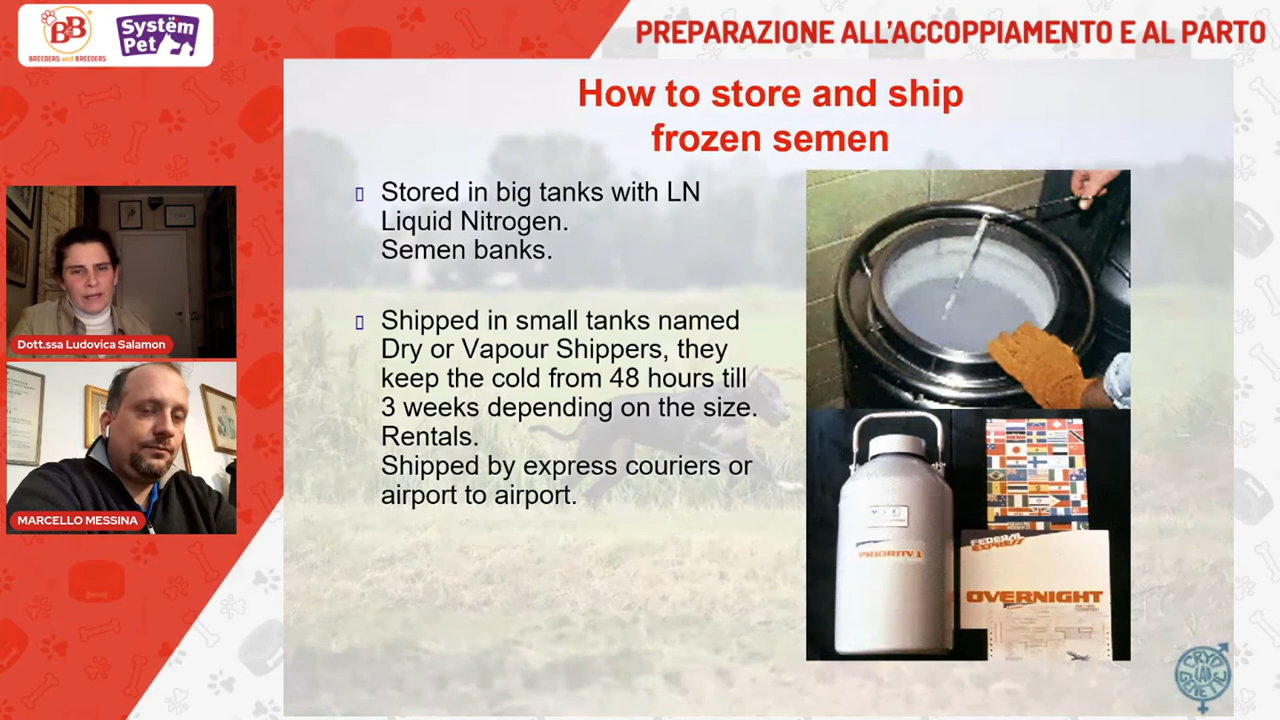 B&B
BREEDERS and BREEDERS
Systëm
Pet
PREPARAZIONE ALL'ACCOPPIAMENTO E AL PARTO
How to store and ship
frozen semen
Stored in big tanks with LN
Liquid Nitrogen.
Semen banks.
Shipped in small tanks named
Dry or Vapour Shippers, they
keep the cold from 48 hours till
3 weeks depending on the size.
Rentals.
Shipped by express couriers or
airport to airport.
Dott.ssa Ludovica Salamon
MARCELLO MESSINA
PRIORITY 1
FEDERAL
EXPRESS
OVERNIGHT
CRYO
LAB
GENETIC